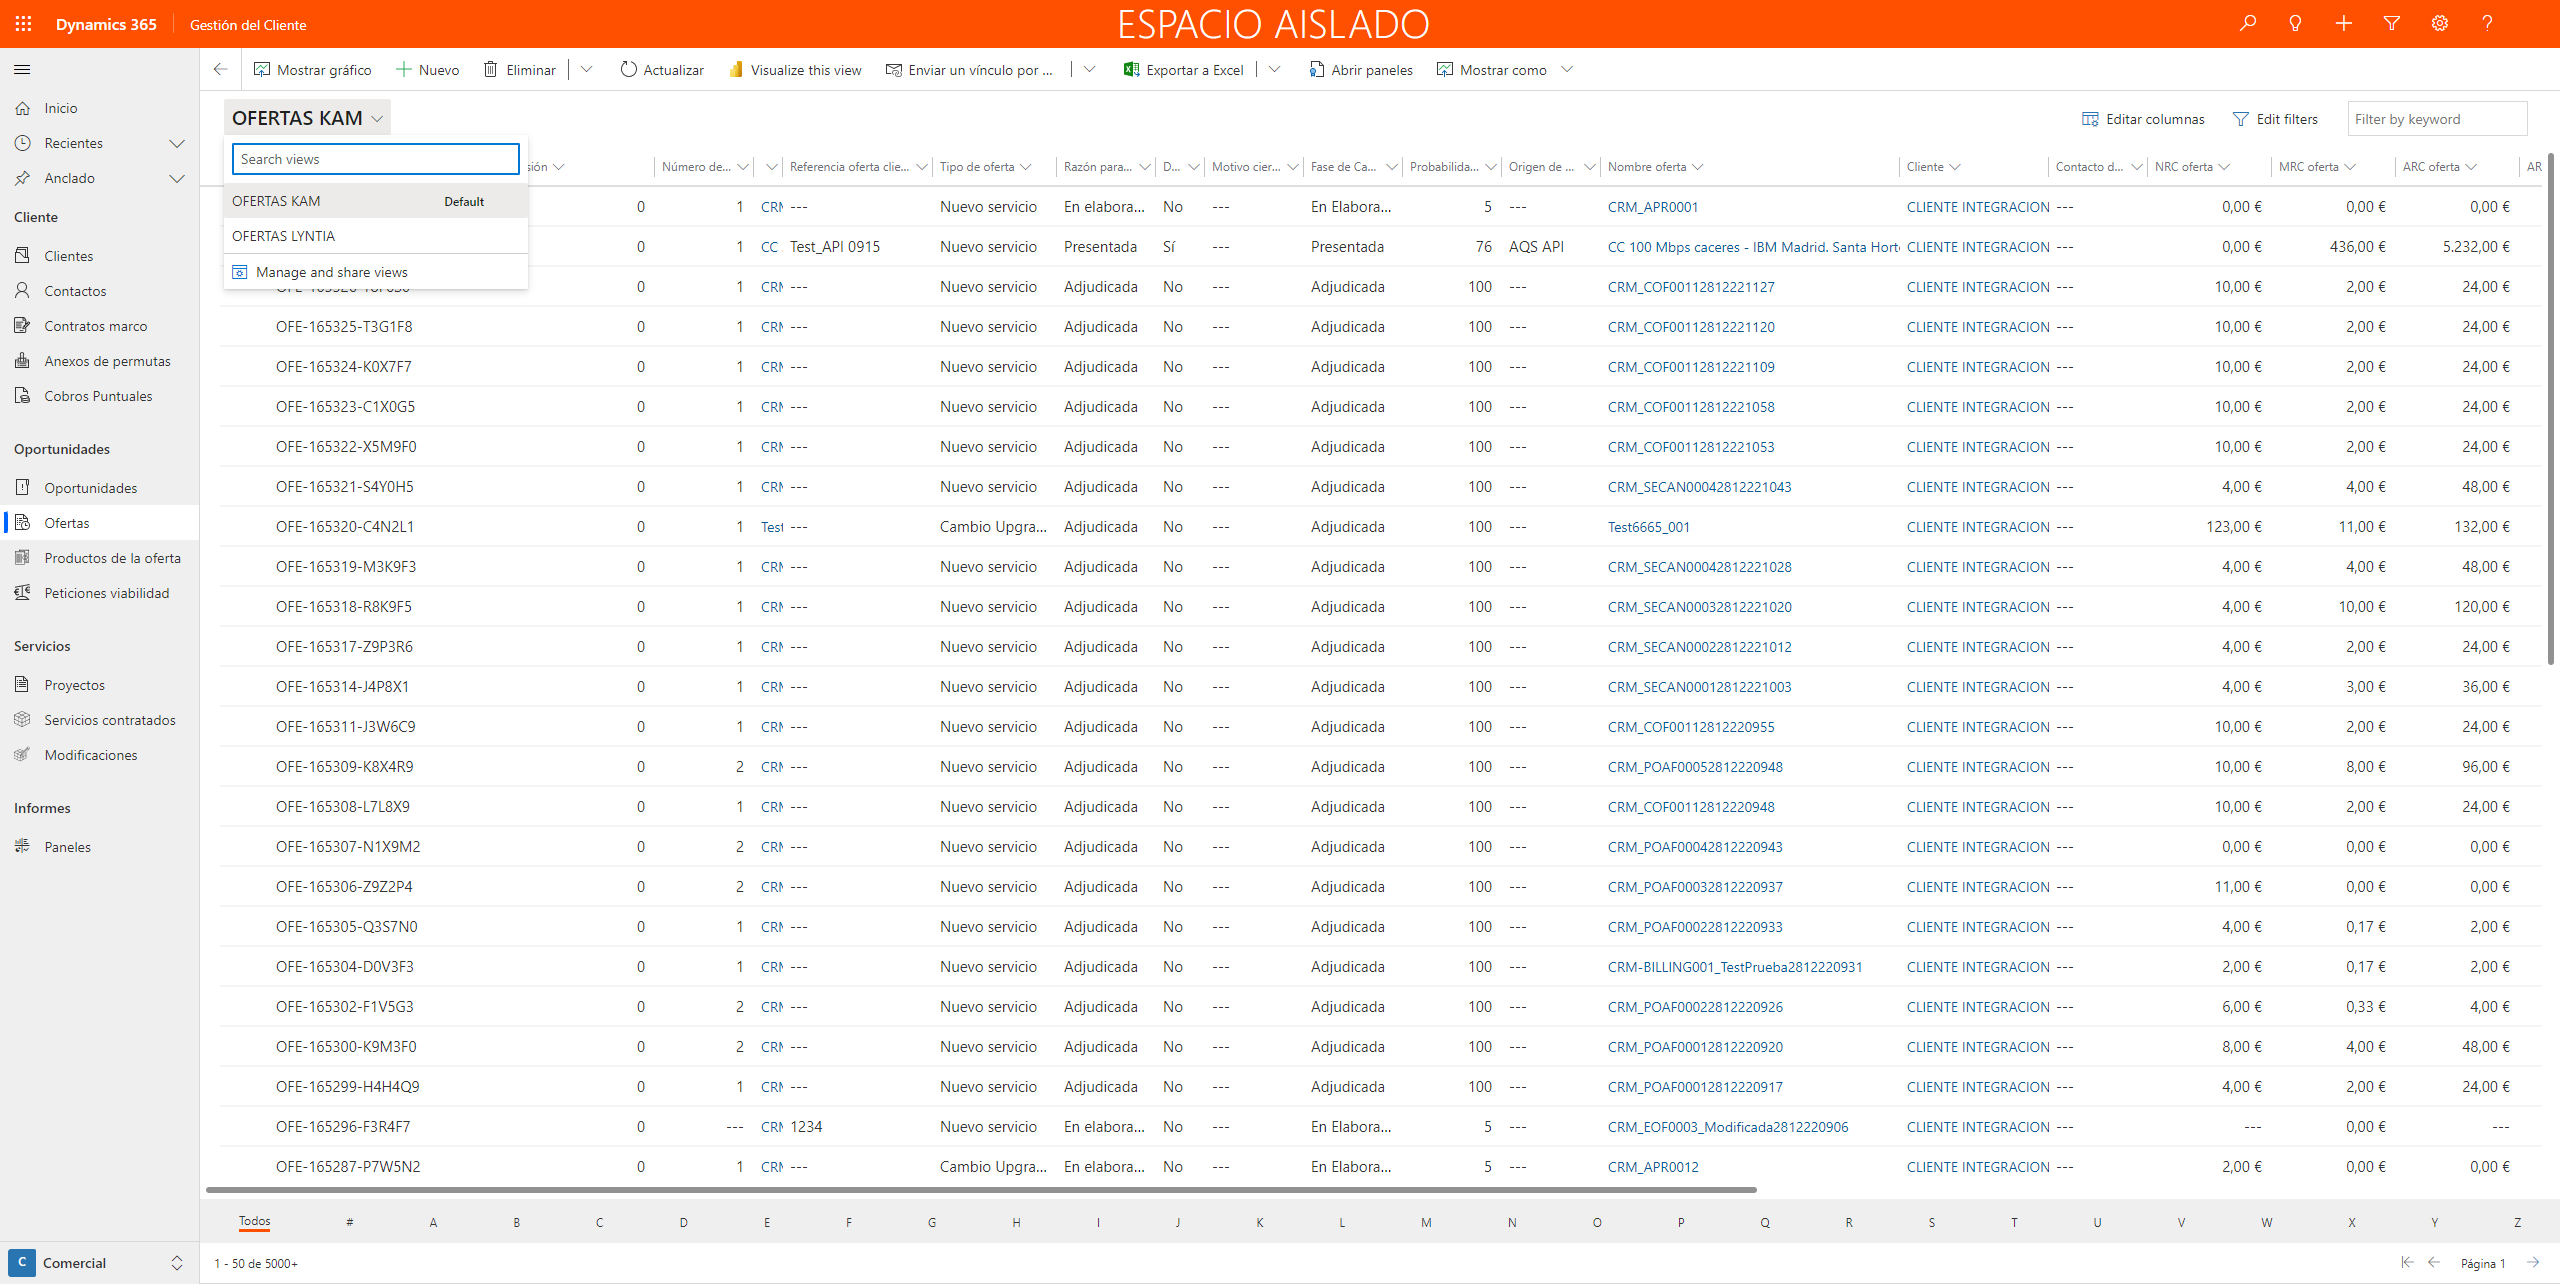 Dynamics 365 Gestión del Cliente ESPACIO AISLADO
Mostrar gráfico Nuevo Eliminar Actualizar Visualize this view Enviar un vínculo por ... Exportar a Excel Abrir paneles Mostrar como
Inicio
Recientes
Anclado
Cliente
Clientes
Contactos
Contratos marco
Anexos de permutas
Cobros Puntuales
Oportunidades
Oportunidades
Ofertas
Productos de la oferta
Peticiones viabilidad
Servicios
Proyectos
Servicios contratados
Modificaciones
Informes
Paneles
C Comercial
OFERTAS KAM Editar columnas Edit filters Filter by keyword
Search views
OFERTAS KAM Default
OFERTAS LYNTIA
Manage and share views
sión Número de... Referencia oferta clie... Tipo de oferta Razón para... D... Motivo cier... Fase de Ca... Probabilida... Origen de ... Nombre oferta Cliente Contacto d... NRC oferta MRC oferta ARC oferta AR
0 1 CRM --- Nuevo servicio En elabora... No --- En Elabora... 5 --- CRM_APR0001 CLIENTE INTEGRACION --- 0,00 € 0,00 € 0,00 €
0 1 CC Test_API 0915 Nuevo servicio Presentada Sí --- Presentada 76 AQS API CC 100 Mbps caceres - IBM Madrid. Santa Horte CLIENTE INTEGRACION --- 0,00 € 436,00 € 5.232,00 €
0 1 CRM --- Nuevo servicio Adjudicada No --- Adjudicada 100 --- CRM_COF00112812221127 CLIENTE INTEGRACION --- 10,00 € 2,00 € 24,00 €
OFE-165325-T3G1F8 0 1 CRM --- Nuevo servicio Adjudicada No --- Adjudicada 100 --- CRM_COF00112812221120 CLIENTE INTEGRACION --- 10,00 € 2,00 € 24,00 €
OFE-165324-K0X7F7 0 1 CRM --- Nuevo servicio Adjudicada No --- Adjudicada 100 --- CRM_COF00112812221109 CLIENTE INTEGRACION --- 10,00 € 2,00 € 24,00 €
OFE-165323-C1X0G5 0 1 CRM --- Nuevo servicio Adjudicada No --- Adjudicada 100 --- CRM_COF00112812221058 CLIENTE INTEGRACION --- 10,00 € 2,00 € 24,00 €
OFE-165322-X5M9F0 0 1 CRM --- Nuevo servicio Adjudicada No --- Adjudicada 100 --- CRM_COF00112812221053 CLIENTE INTEGRACION --- 10,00 € 2,00 € 24,00 €
OFE-165321-S4Y0H5 0 1 CRM --- Nuevo servicio Adjudicada No --- Adjudicada 100 --- CRM_SECAN00042812221043 CLIENTE INTEGRACION --- 4,00 € 4,00 € 48,00 €
OFE-165320-C4N2L1 0 1 Test --- Cambio Upgra... Adjudicada No --- Adjudicada 100 --- Test6665_001 CLIENTE INTEGRACION --- 123,00 € 11,00 € 132,00 €
OFE-165319-M3K9F3 0 1 CRM --- Nuevo servicio Adjudicada No --- Adjudicada 100 --- CRM_SECAN00042812221028 CLIENTE INTEGRACION --- 4,00 € 4,00 € 48,00 €
OFE-165318-R8K9F5 0 1 CRM --- Nuevo servicio Adjudicada No --- Adjudicada 100 --- CRM_SECAN00032812221020 CLIENTE INTEGRACION --- 4,00 € 10,00 € 120,00 €
OFE-165317-Z9P3R6 0 1 CRM --- Nuevo servicio Adjudicada No --- Adjudicada 100 --- CRM_SECAN00022812221012 CLIENTE INTEGRACION --- 4,00 € 2,00 € 24,00 €
OFE-165314-J4P8X1 0 1 CRM --- Nuevo servicio Adjudicada No --- Adjudicada 100 --- CRM_SECAN00012812221003 CLIENTE INTEGRACION --- 4,00 € 3,00 € 36,00 €
OFE-165311-J3W6C9 0 1 CRM --- Nuevo servicio Adjudicada No --- Adjudicada 100 --- CRM_COF00112812220955 CLIENTE INTEGRACION --- 10,00 € 2,00 € 24,00 €
OFE-165309-K8X4R9 0 2 CRM --- Nuevo servicio Adjudicada No --- Adjudicada 100 --- CRM_POAF00052812220948 CLIENTE INTEGRACION --- 10,00 € 8,00 € 96,00 €
OFE-165308-L7L8X9 0 1 CRM --- Nuevo servicio Adjudicada No --- Adjudicada 100 --- CRM_COF00112812220948 CLIENTE INTEGRACION --- 10,00 € 2,00 € 24,00 €
OFE-165307-N1X9M2 0 2 CRM --- Nuevo servicio Adjudicada No --- Adjudicada 100 --- CRM_POAF00042812220943 CLIENTE INTEGRACION --- 0,00 € 0,00 € 0,00 €
OFE-165306-Z9Z2P4 0 2 CRM --- Nuevo servicio Adjudicada No --- Adjudicada 100 --- CRM_POAF00032812220937 CLIENTE INTEGRACION --- 11,00 € 0,00 € 0,00 €
OFE-165305-Q3S7N0 0 1 CRM --- Nuevo servicio Adjudicada No --- Adjudicada 100 --- CRM_POAF00022812220933 CLIENTE INTEGRACION --- 4,00 € 0,17 € 2,00 €
OFE-165304-D0V3F3 0 1 CRM --- Nuevo servicio Adjudicada No --- Adjudicada 100 --- CRM-BILLING001_TestPrueba2812220931 CLIENTE INTEGRACION --- 2,00 € 0,17 € 2,00 €
OFE-165302-F1V5G3 0 2 CRM --- Nuevo servicio Adjudicada No --- Adjudicada 100 --- CRM_POAF00022812220926 CLIENTE INTEGRACION --- 6,00 € 0,33 € 4,00 €
OFE-165300-K9M3F0 0 2 CRM --- Nuevo servicio Adjudicada No --- Adjudicada 100 --- CRM_POAF00012812220920 CLIENTE INTEGRACION --- 8,00 € 4,00 € 48,00 €
OFE-165299-H4H4Q9 0 1 CRM --- Nuevo servicio Adjudicada No --- Adjudicada 100 --- CRM_POAF00012812220917 CLIENTE INTEGRACION --- 4,00 € 2,00 € 24,00 €
OFE-165296-F3R4F7 0 --- CRM 1234 Nuevo servicio En elabora... No --- En Elabora... 5 --- CRM_EOF0003_Modificada2812220906 CLIENTE INTEGRACION --- --- 0,00 € ---
OFE-165287-P7W5N2 0 1 CRM --- Cambio Upgra... En elabora... No --- En Elabora... 5 --- CRM_APR0012 CLIENTE INTEGRACION --- 2,00 € 0,00 € 0,00 €
Todos # A B C D E F G H I J K L M N O P Q R S T U V W X Y Z
1 - 50 de 5000+ Página 1